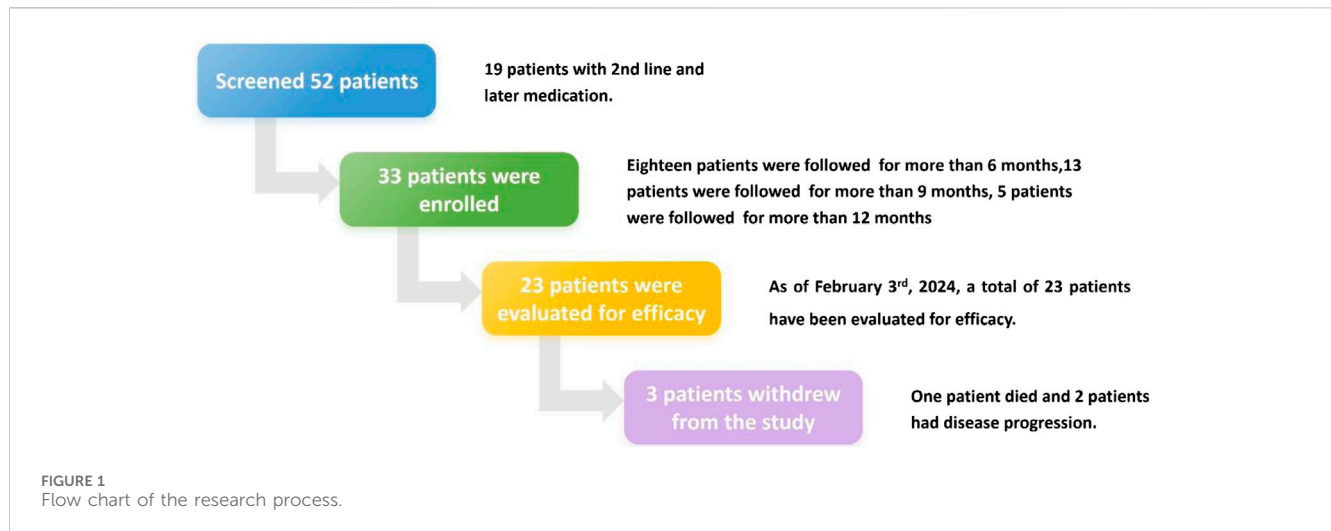 Screened 52 patients
19 patients with 2nd line and
later medication.
33 patients were
enrolled
Eighteen patients were followed for more than 6 months,13
patients were followed for more than 9 months, 5 patients
were followed for more than 12 months
23 patients were
evaluated for efficacy
As of February 3rd, 2024, a total of 23 patients
have been evaluated for efficacy.
3 patients withdrew
from the study
One patient died and 2 patients
had disease progression.
FIGURE 1
Flow chart of the research process.